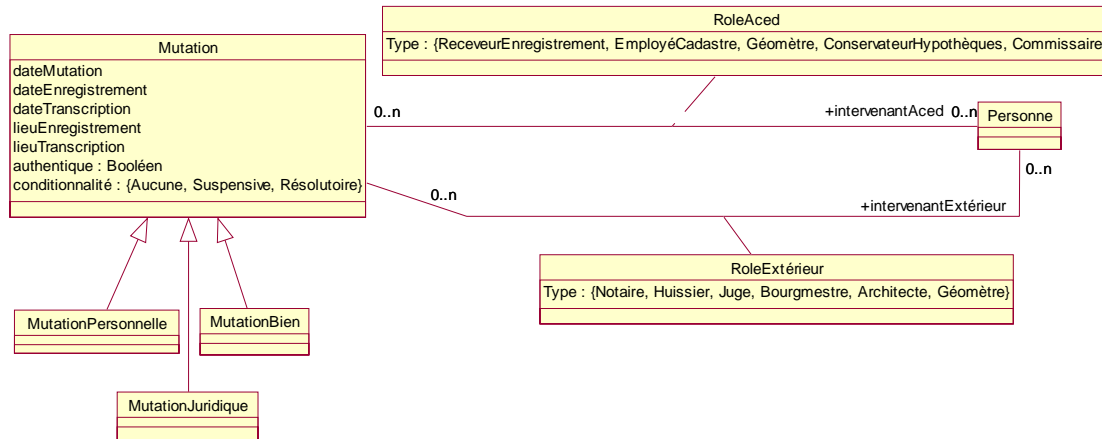 RoleAced
Type : {ReceveurEnregistrement, EmployéCadastre, Géomètre, ConservateurHypothèques, Commissaire
Mutation
dateMutation
dateEnregistrement
dateTranscription
lieuEnregistrement
lieuTranscription
authentique : Booléen
conditionnalité : {Aucune, Suspensive, Résolutoire}
0..n
+intervenantAced
0..n
Personne
0..n
0..n
+intervenantExtérieur
RoleExtérieur
Type : {Notaire, Huissier, Juge, Bourgmestre, Architecte, Géomètre}
MutationPersonnelle
MutationBien
MutationJuridique